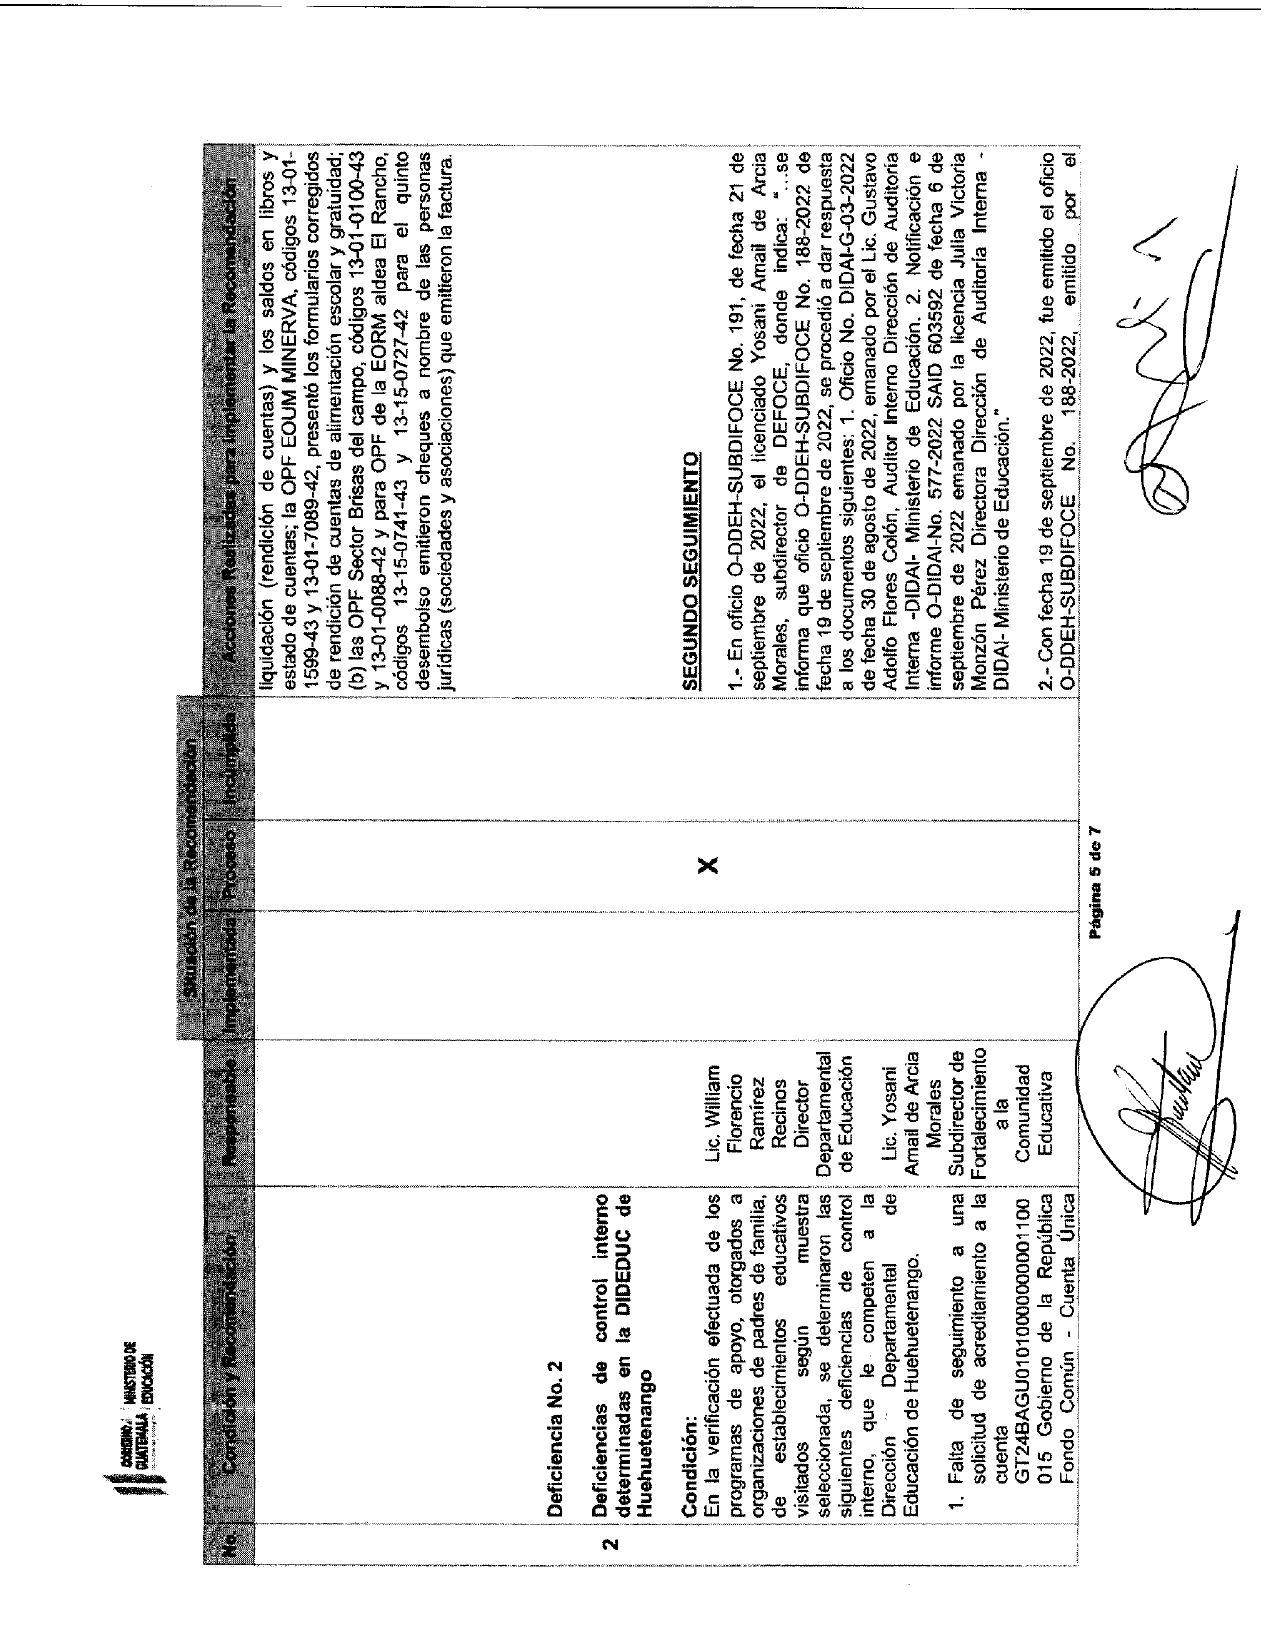 GOBIERNO de
GUATEMALA
MINISTERIO DE
EDUCACIÓN
Situación de la Recomendación
No.
Condición y Recomendación
Responsable
Implementada
Proceso
Incumplida
Acciones Realizadas para Implementar la Recomendación
liquidación (rendición de cuentas) y los saldos en libros y
estado de cuentas; la OPF EOUM MINERVA, códigos 13-01-
1599-43 y 13-01-7089-42, presentó los formularios corregidos
de rendición de cuentas de alimentación escolar y gratuidad;
(b) las OPF Sector Brisas del campo, códigos 13-01-0100-43
y 13-01-0088-42 y para OPF de la EORM aldea El Rancho,
códigos 13-15-0741-43 y 13-15-0727-42 para el quinto
desembolso emitieron cheques a nombre de las personas
jurídicas (sociedades y asociaciones) que emitieron la factura.
2
Deficiencia No. 2
Deficiencias de control interno
determinadas en la DIDEDUC de
Huehuetenango
Condición:
En la verificación efectuada de los
programas de apoyo, otorgados a
organizaciones de padres de familia,
de establecimientos educativos
visitados según muestra
seleccionada, se determinaron las
siguientes deficiencias de control
interno, que le competen a la
Dirección Departamental de
Educación de Huehuetenango.
1. Falta de seguimiento a una
solicitud de acreditamiento a la
cuenta
GT24BAGU01010000000001100
015 Gobierno de la República
Fondo Común - Cuenta Única
Lic. William
Florencio
Ramírez
Recinos
Director
Departamental
de Educación
Lic. Yosani
Amail de Arcia
Morales
Subdirector de
Fortalecimiento
a la
Comunidad
Educativa
X
SEGUNDO SEGUIMIENTO
1.- En oficio O-DDEH-SUBDIFOCE No. 191, de fecha 21 de
septiembre de 2022, el licenciado Yosani Amail de Arcia
Morales, subdirector de DEFOCE, donde indica: “...se
informa que oficio O-DDEH-SUBDIFOCE No. 188-2022 de
fecha 19 de septiembre de 2022, se procedió a dar respuesta
a los documentos siguientes: 1. Oficio No. DIDAI-G-03-2022
de fecha 30 de agosto de 2022, emanado por el Lic. Gustavo
Adolfo Flores Colón, Auditor Interno Dirección de Auditoría
Interna -DIDAI- Ministerio de Educación. 2. Notificación e
informe O-DIDAI-No. 577-2022 SAID 603592 de fecha 6 de
septiembre de 2022 emanado por la licencia Julia Victoria
Monzón Pérez Directora Dirección de Auditoría Interna -
DIDAI- Ministerio de Educación.”
2.- Con fecha 19 de septiembre de 2022, fue emitido el oficio
O-DDEH-SUBDIFOCE No. 188-2022, emitido por el
Página 5 de 7